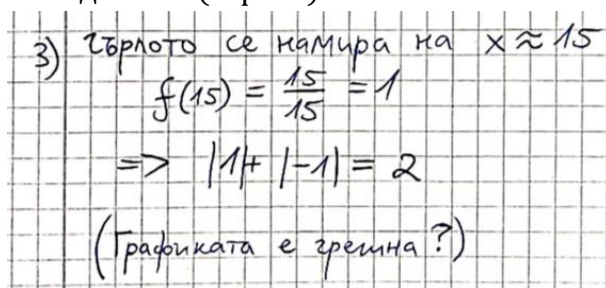 3) гърлото се намира на x ≈ 15
f(15) = 15/15 = 1
=> |1|+ |-1| = 2
(Графиката е грешна?)